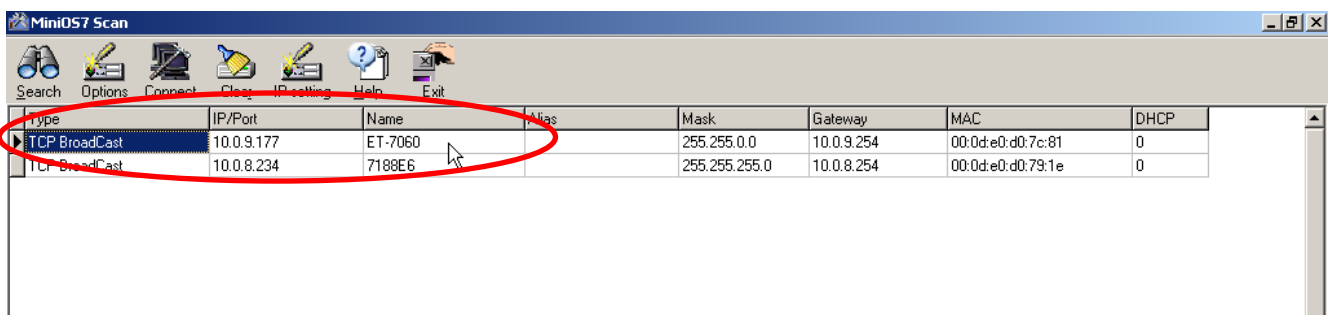 MiniOS7 Scan
Search Options Connect Clear IP setting Help Exit
Type IP/Port Name Alias Mask Gateway MAC DHCP
TCP BroadCast 10.0.9.177 ET-7060 255.255.0.0 10.0.9.254 00:0d:e0:d0:7c:81 0
TCP BroadCast 10.0.8.234 7188E6 255.255.255.0 10.0.8.254 00:0d:e0:d0:79:1e 0